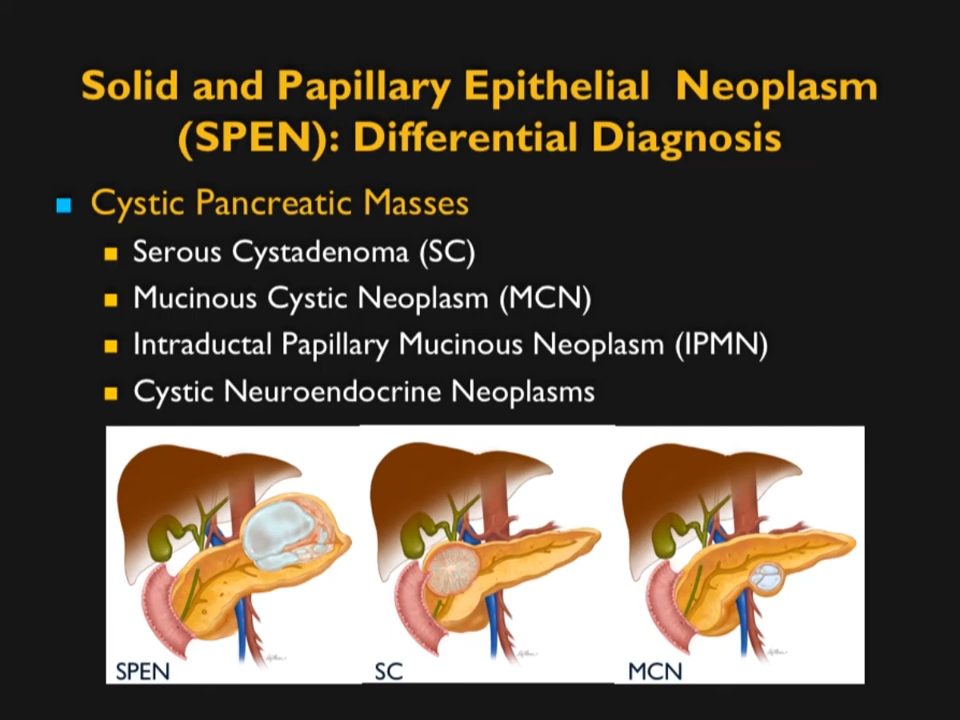 Solid and Papillary Epithelial Neoplasm
(SPEN): Differential Diagnosis
Cystic Pancreatic Masses
Serous Cystadenoma (SC)
Mucinous Cystic Neoplasm (MCN)
Intraductal Papillary Mucinous Neoplasm (IPMN)
Cystic Neuroendocrine Neoplasms
SPEN
SC
MCN